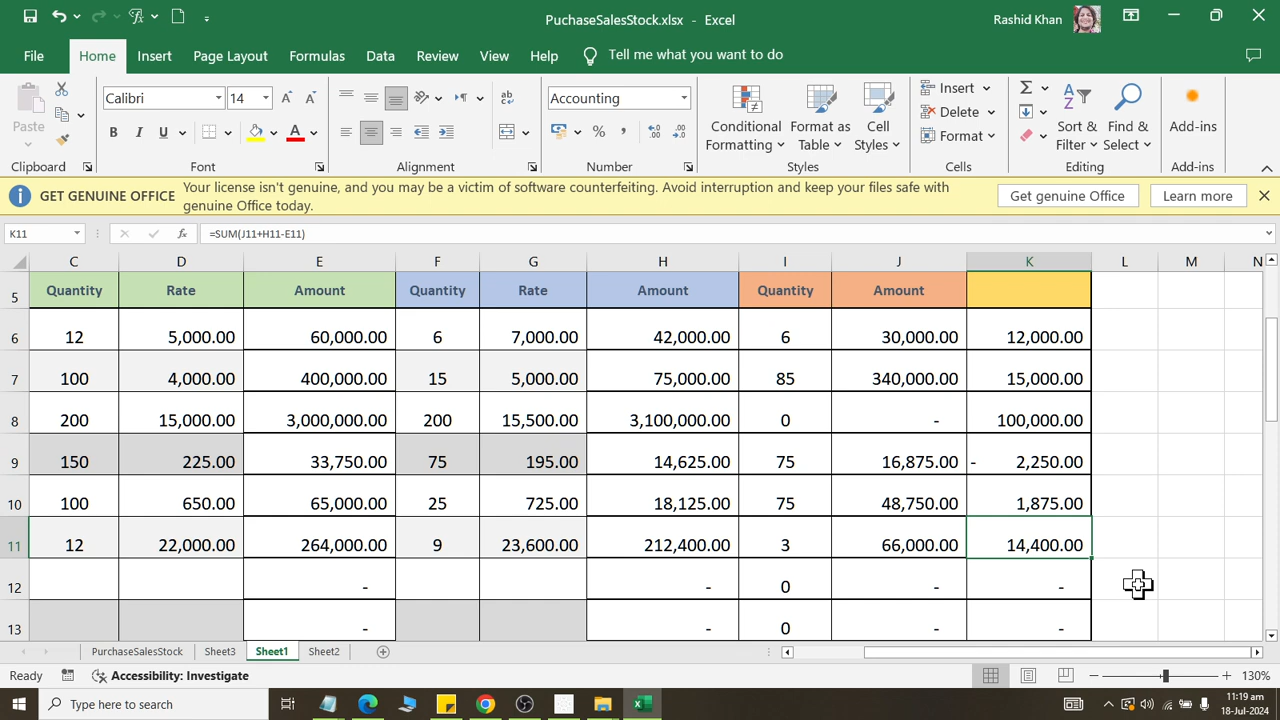 PuchaseSalesStock.xlsx - Excel
Rashid Khan
File Home Insert Page Layout Formulas Data Review View Help Tell me what you want to do
Paste
Clipboard
Calibri 14
Font
Alignment
Accounting
Number
Conditional Formatting
Format as Table
Cell Styles
Styles
Insert
Delete
Format
Cells
Sort & Filter
Find & Select
Editing
Add-ins
Add-ins
GET GENUINE OFFICE Your license isn't genuine, and you may be a victim of software counterfeiting. Avoid interruption and keep your files safe with
genuine Office today.
Get genuine Office Learn more
K11 fx =SUM(J11+H11-E11)
C D E F G H I J K L M N
5 Quantity Rate Amount Quantity Rate Amount Quantity Amount
6 12 5,000.00 60,000.00 6 7,000.00 42,000.00 6 30,000.00 12,000.00
7 100 4,000.00 400,000.00 15 5,000.00 75,000.00 85 340,000.00 15,000.00
8 200 15,000.00 3,000,000.00 200 15,500.00 3,100,000.00 0 - 100,000.00
9 150 225.00 33,750.00 75 195.00 14,625.00 75 16,875.00 - 2,250.00
10 100 650.00 65,000.00 25 725.00 18,125.00 75 48,750.00 1,875.00
11 12 22,000.00 264,000.00 9 23,600.00 212,400.00 3 66,000.00 14,400.00
12 - - 0 - -
13 - - 0 - -
PurchaseSalesStock Sheet3 Sheet1 Sheet2
Ready Accessibility: Investigate 130%
Type here to search
11:19 am
18-Jul-2024